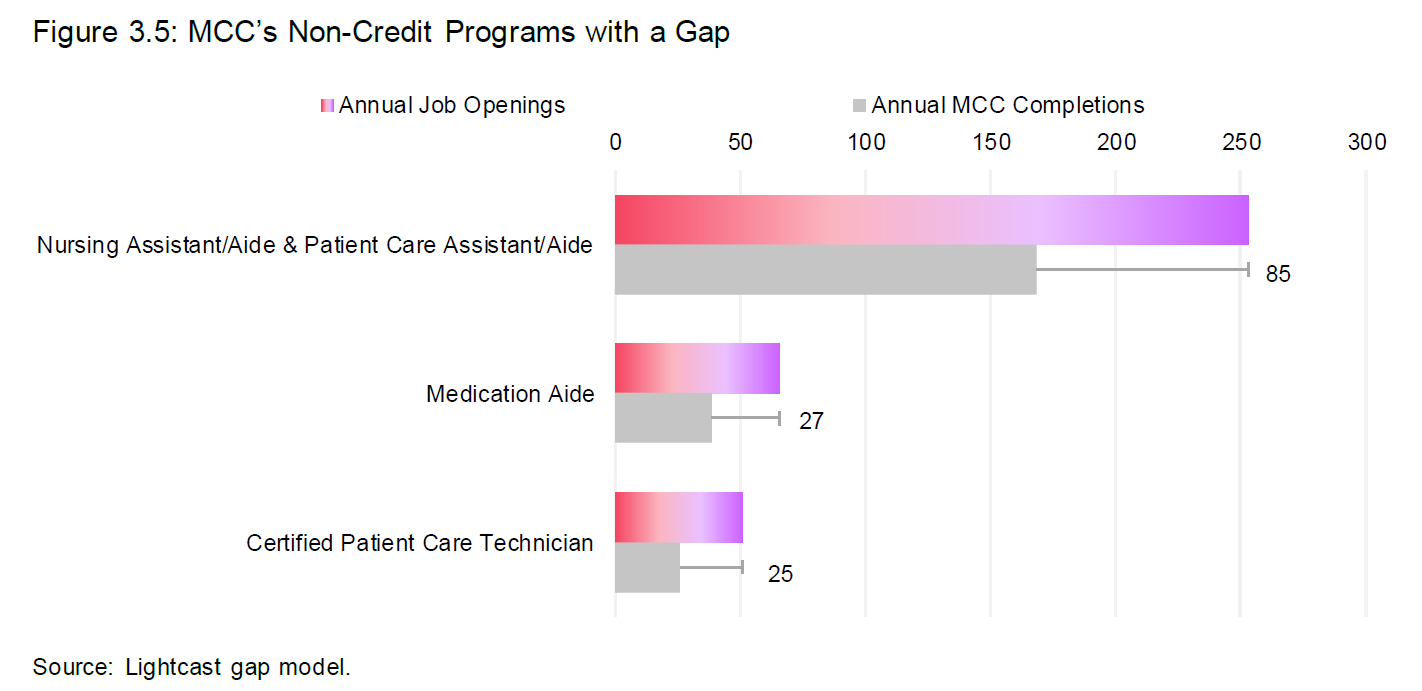 Figure 3.5: MCC’s Non-Credit Programs with a Gap
Annual Job Openings
Annual MCC Completions
0 50 100 150 200 250 300
Nursing Assistant/Aide & Patient Care Assistant/Aide
85
Medication Aide
27
Certified Patient Care Technician
25
Source: Lightcast gap model.